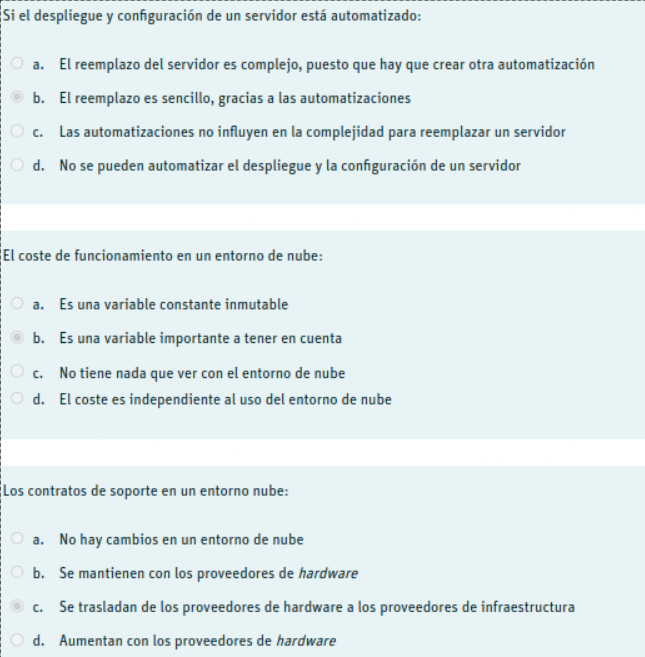 Si el despliegue y configuración de un servidor está automatizado:
a. El reemplazo del servidor es complejo, puesto que hay que crear otra automatización
b. El reemplazo es sencillo, gracias a las automatizaciones
c. Las automatizaciones no influyen en la complejidad para reemplazar un servidor
d. No se pueden automatizar el despliegue y la configuración de un servidor
El coste de funcionamiento en un entorno de nube:
a. Es una variable constante inmutable
b. Es una variable importante a tener en cuenta
c. No tiene nada que ver con el entorno de nube
d. El coste es independiente al uso del entorno de nube
Los contratos de soporte en un entorno nube:
a. No hay cambios en un entorno de nube
b. Se mantienen con los proveedores de hardware
c. Se trasladan de los proveedores de hardware a los proveedores de infraestructura
d. Aumentan con los proveedores de hardware